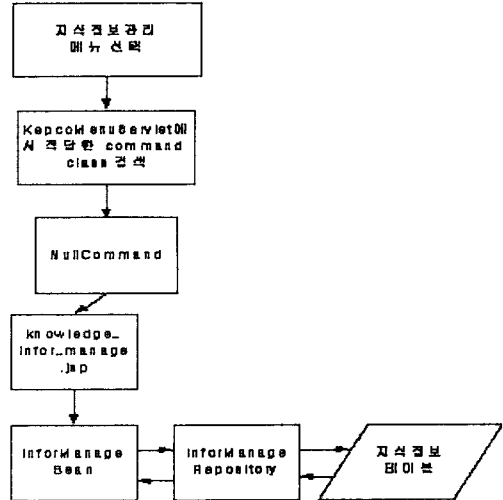 지식정보관리
메뉴 선택
KepcoMenuServlet에
서 적당한 command
class 검색
NullCommand
knowledge_
infor_manage
.jsp
InforManage
Bean
InforManage
Repository
지식정보
테이블